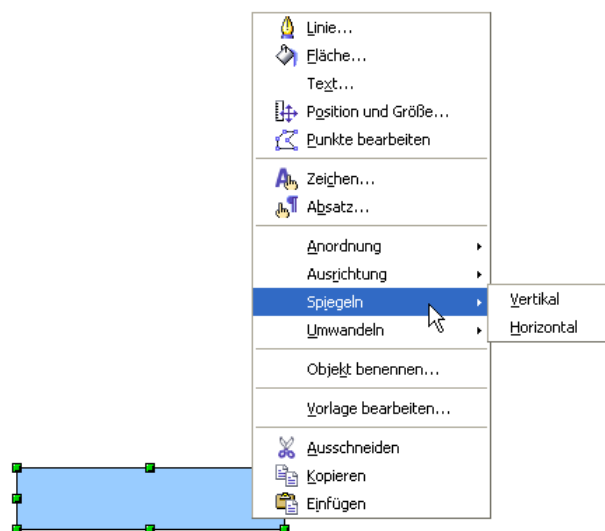 Linie...
Fläche...
Text...
Position und Größe...
Punkte bearbeiten
Zeichen...
Absatz...
Anordnung
Ausrichtung
Spiegeln
Vertikal
Umwandeln
Horizontal
Objekt benennen...
Vorlage bearbeiten...
Ausschneiden
Kopieren
Einfügen